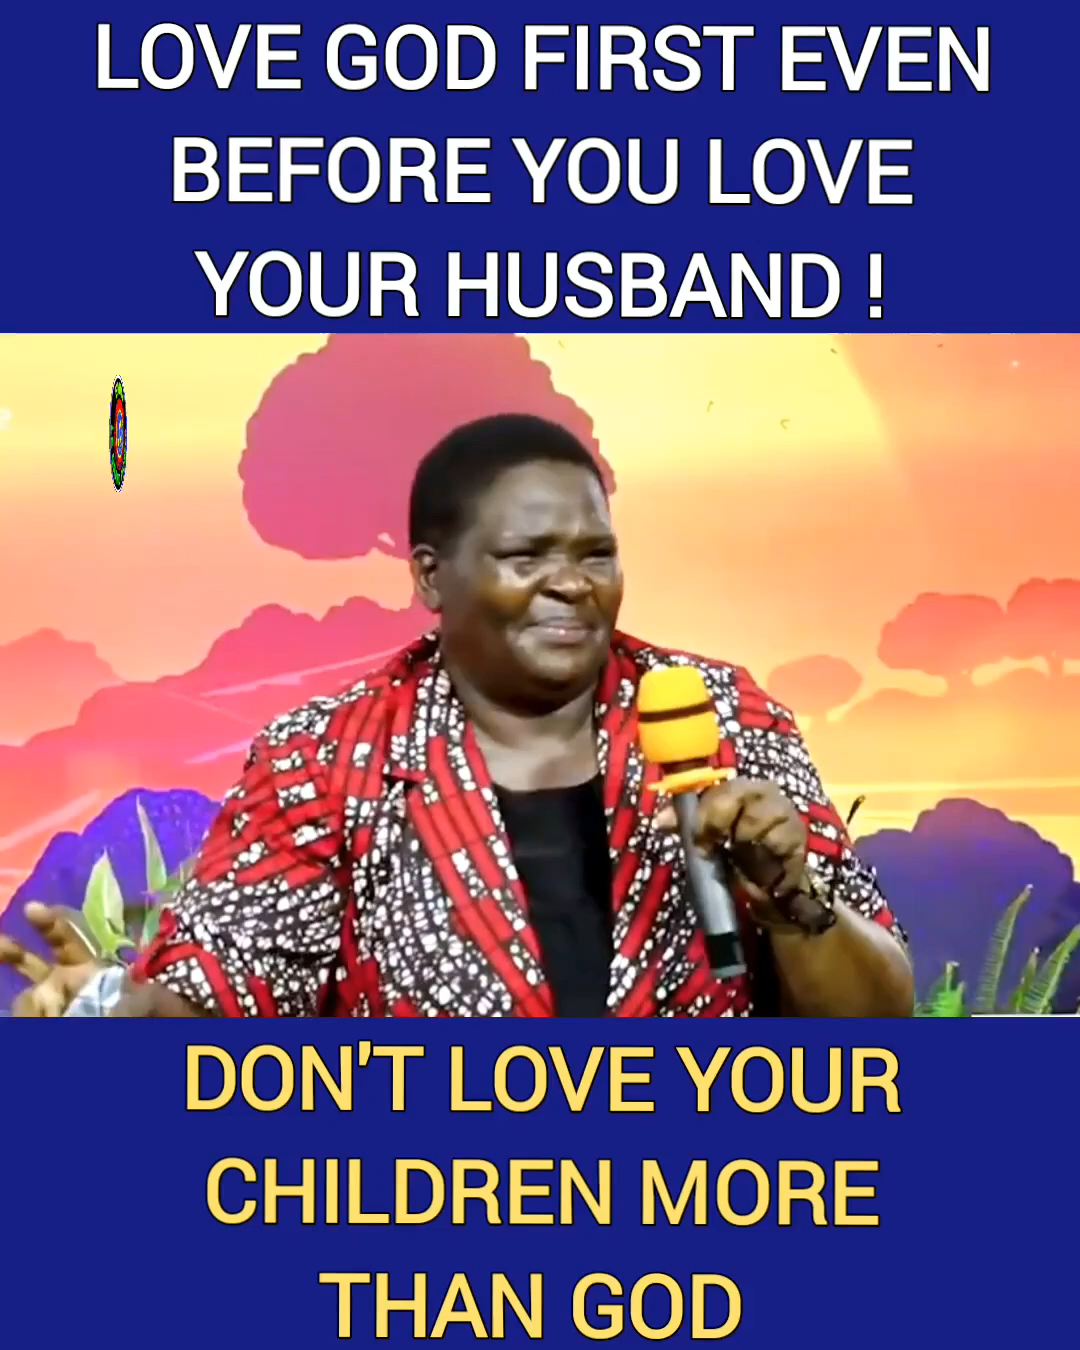 LOVE GOD FIRST EVEN
BEFORE YOU LOVE
YOUR HUSBAND !
DON'T LOVE YOUR
CHILDREN MORE
THAN GOD